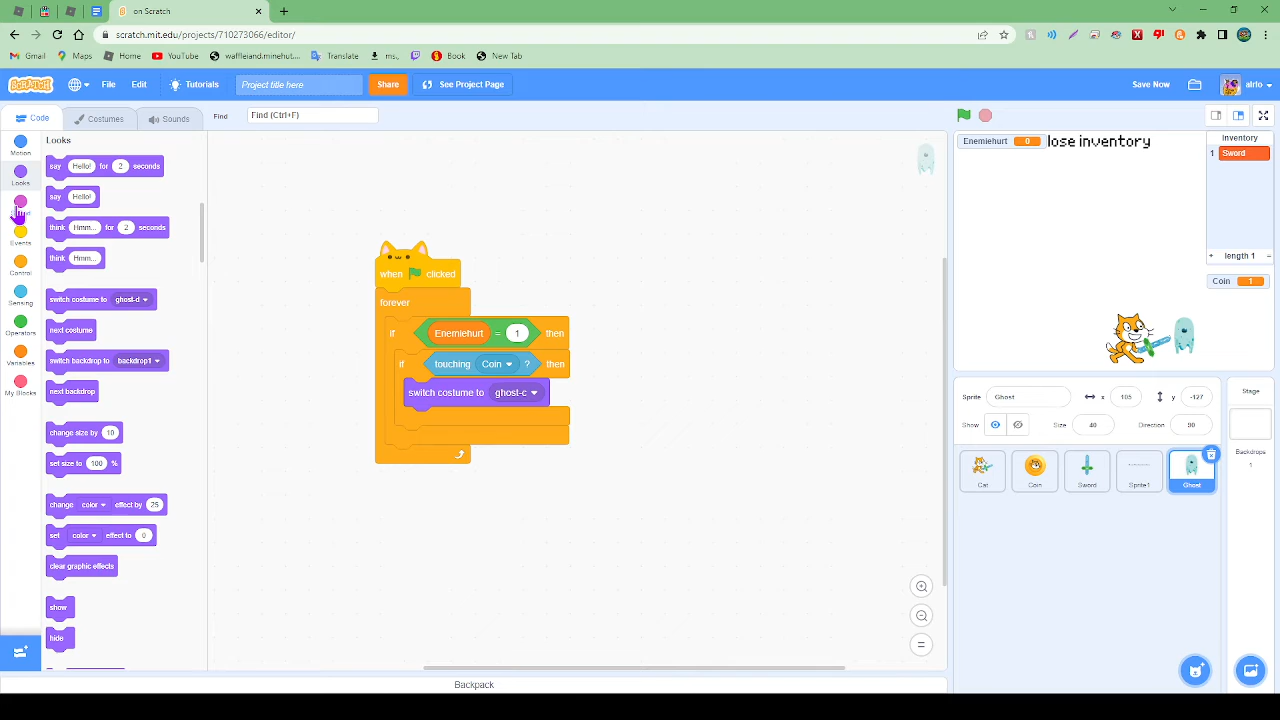 on Scratch
scratch.mit.edu/projects/710273066/editor/
Gmail Maps Home YouTube waffleland.minehut.... Translate ms, Book New Tab
SCRATCH File Edit Tutorials Project title here Share See Project Page Save Now alrfo
Code Costumes Sounds Find Find (Ctrl+F)
Motion
Looks
Events
Control
Sensing
Operators
Variables
My Blocks
Looks
say Hello! for 2 seconds
say Hello!
think Hmm... for 2 seconds
think Hmm...
switch costume to ghost-d
next costume
switch backdrop to backdrop1
next backdrop
change size by 10
set size to 100 %
change color effect by 25
set color effect to 0
clear graphic effects
show
hide
when clicked
forever
if Enemiehurt = 1 then
if touching Coin ? then
switch costume to ghost-c
Backpack
Enemiehurt 0 lose inventory
Inventory
1 Sword
+ length 1 =
Coin 1
Sprite Ghost x 105 y -127
Show Size 40 Direction 90
Cat Coin Sword Sprite1 Ghost
Stage
Backdrops
1